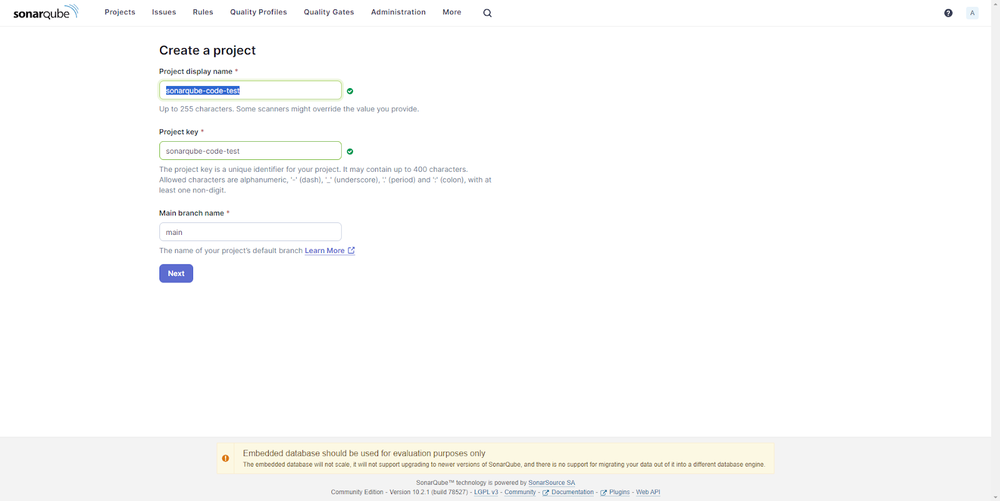 sonarqube Projects Issues Rules Quality Profiles Quality Gates Administration More ? A
Create a project
Project display name *
sonarqube-code-test
Up to 255 characters. Some scanners might override the value you provide.
Project key *
sonarqube-code-test
The project key is a unique identifier for your project. It may contain up to 400 characters.
Allowed characters are alphanumeric, '-' (dash), '_' (underscore), '.' (period) and ':' (colon), with at
least one non-digit.
Main branch name *
main
The name of your project's default branch Learn More
Next
Embedded database should be used for evaluation purposes only
The embedded database will not scale, it will not support upgrading to newer versions of SonarQube, and there is no support for migrating your data out of it into a different database engine.
SonarQube™ technology is powered by SonarSource SA
Community Edition - Version 10.2.1 (build 78527) - LGPL v3 - Community - Documentation - Plugins - Web API